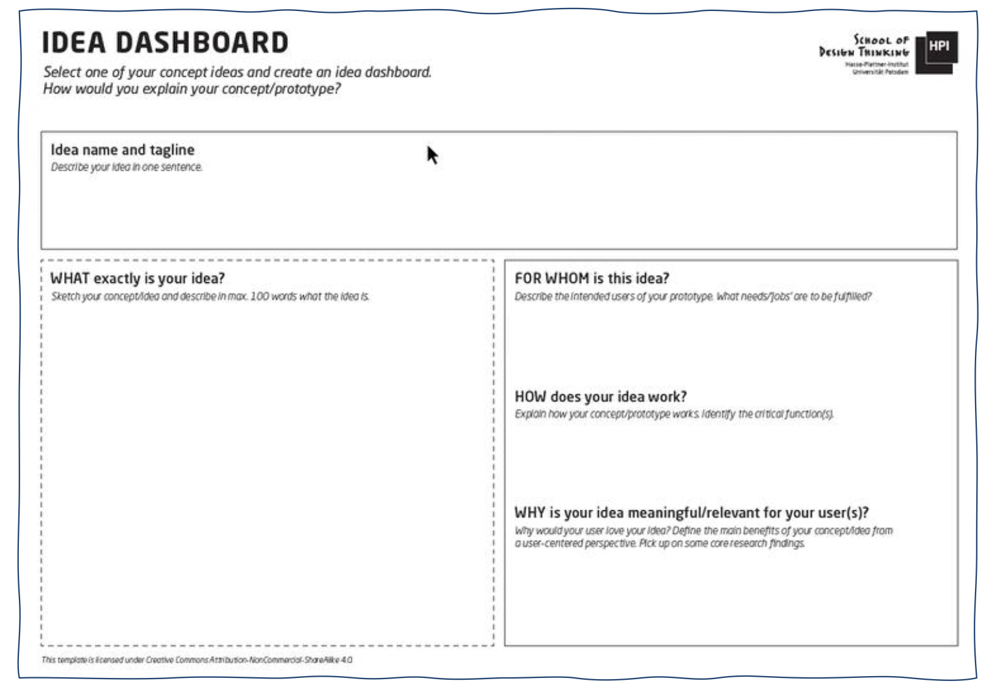 IDEA DASHBOARD
Select one of your concept ideas and create an idea dashboard.
How would you explain your concept/prototype?
SCHOOL OF
DESIGN THINKING
Hasso-Plattner-Institut
Universität Potsdam
HPI
Idea name and tagline
Describe your idea in one sentence.
WHAT exactly is your idea?
Sketch your concept/idea and describe in max. 100 words what the idea is.
FOR WHOM is this idea?
Describe the intended users of your prototype. What needs/'jobs' are to be fulfilled?
HOW does your idea work?
Explain how your concept/prototype works. Identify the critical function(s).
WHY is your idea meaningful/relevant for your user(s)?
Why would your user love your idea? Define the main benefits of your concept/idea from
a user-centered perspective. Pick up on some core research findings.
This template is licensed under Creative Commons Attribution-NonCommercial-ShareAlike 4.0